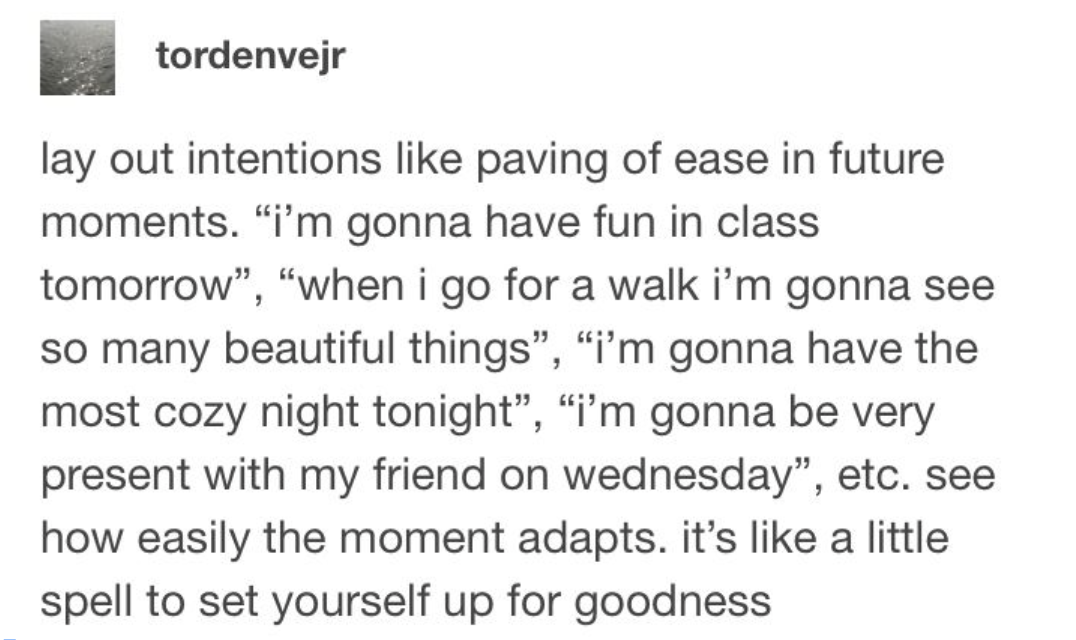 tordenvejr
lay out intentions like paving of ease in future
moments. “i’m gonna have fun in class
tomorrow”, “when i go for a walk i’m gonna see
so many beautiful things”, “i’m gonna have the
most cozy night tonight”, “i’m gonna be very
present with my friend on wednesday”, etc. see
how easily the moment adapts. it’s like a little
spell to set yourself up for goodness